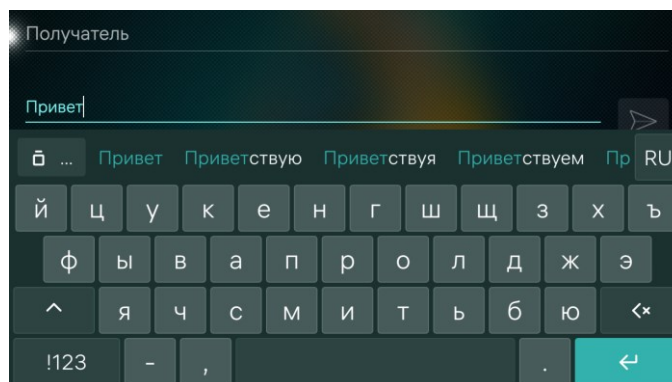 Получатель
Привет
... Привет Приветствую Приветствуя Приветствуем Пр RU
й ц у к е н г ш щ з х ъ
ф ы в а п р о л д ж э
я ч с м и т ь б ю
!123 - , .